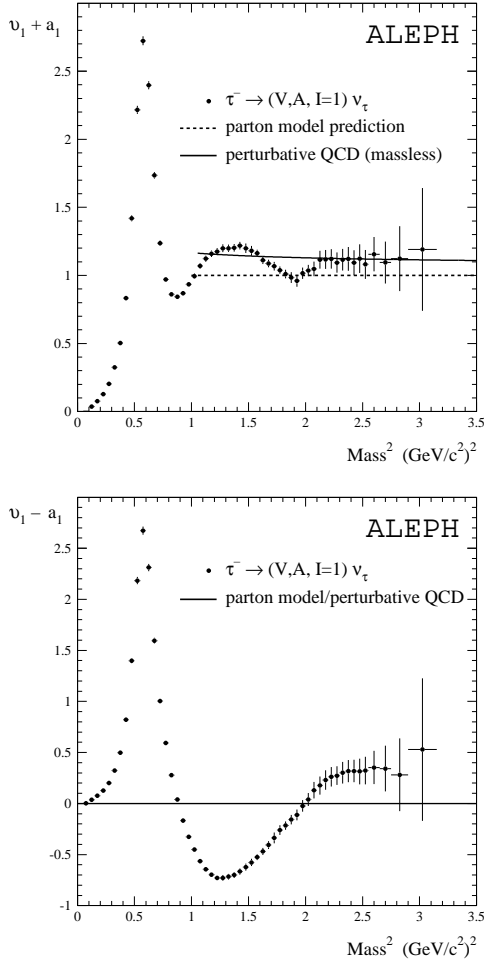 υ₁ + a₁
ALEPH
τ⁻ → (V,A, I=1) ντ
parton model prediction
perturbative QCD (massless)
2.5
2
1.5
1
0.5
0
0 0.5 1 1.5 2 2.5 3 3.5
Mass² (GeV/c²)²
υ₁ − a₁
ALEPH
τ⁻ → (V,A, I=1) ντ
parton model/perturbative QCD
2.5
2
1.5
1
0.5
0
-0.5
-1
0 0.5 1 1.5 2 2.5 3 3.5
Mass² (GeV/c²)²